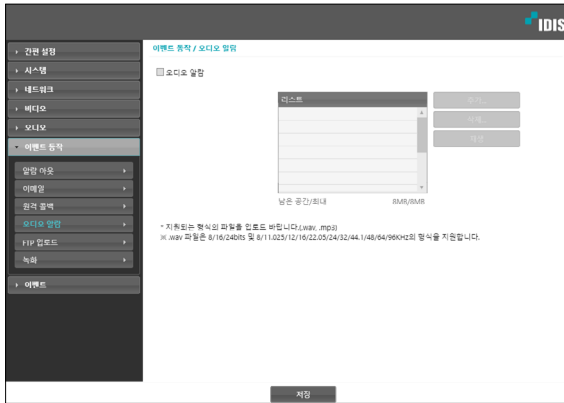 IDIS
간편 설정
시스템
네트워크
비디오
오디오
이벤트 동작
알람 아웃
이메일
원격 콜백
오디오 알람
FTP 업로드
녹화
이벤트
이벤트 동작 / 오디오 알람
오디오 알람
리스트
추가...
삭제...
재생
남은 공간/최대 8MB/8MB
* 지원되는 형식의 파일을 업로드 바랍니다.(.wav, .mp3)
※ .wav 파일은 8/16/24bits 및 8/11.025/12/16/22.05/24/32/44.1/48/64/96KHz의 형식을 지원합니다.
저장